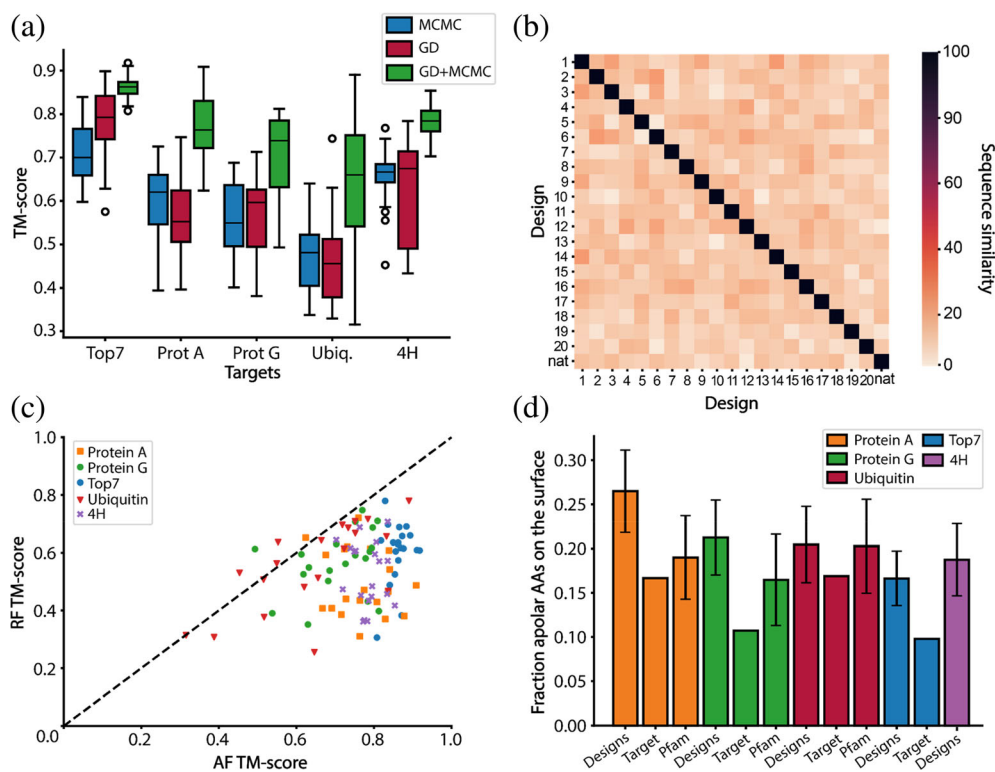 (a)
MCMC
GD
GD+MCMC
0.9
0.8
0.7
0.6
0.5
0.4
0.3
TM-score
Top7 Prot A Prot G Ubiq. 4H
Targets
(b)
1
2
3
4
5
6
7
8
9
10
11
12
13
14
15
16
17
18
19
20
nat
Design
1 2 3 4 5 6 7 8 9 10 11 12 13 14 15 16 17 18 19 20 nat
Design
100
80
60
40
20
0
Sequence similarity
(c)
Protein A
Protein G
Top7
Ubiquitin
4H
1.0
0.8
0.6
0.4
0.2
0.0
RF TM-score
0.2 0.4 0.6 0.8 1.0
AF TM-score
(d)
Protein A
Protein G
Ubiquitin
Top7
4H
0.30
0.25
0.20
0.15
0.10
0.05
0.00
Fraction apolar AAs on the surface
Designs Target Pfam Designs Target Pfam Designs Target Pfam Designs Target Designs